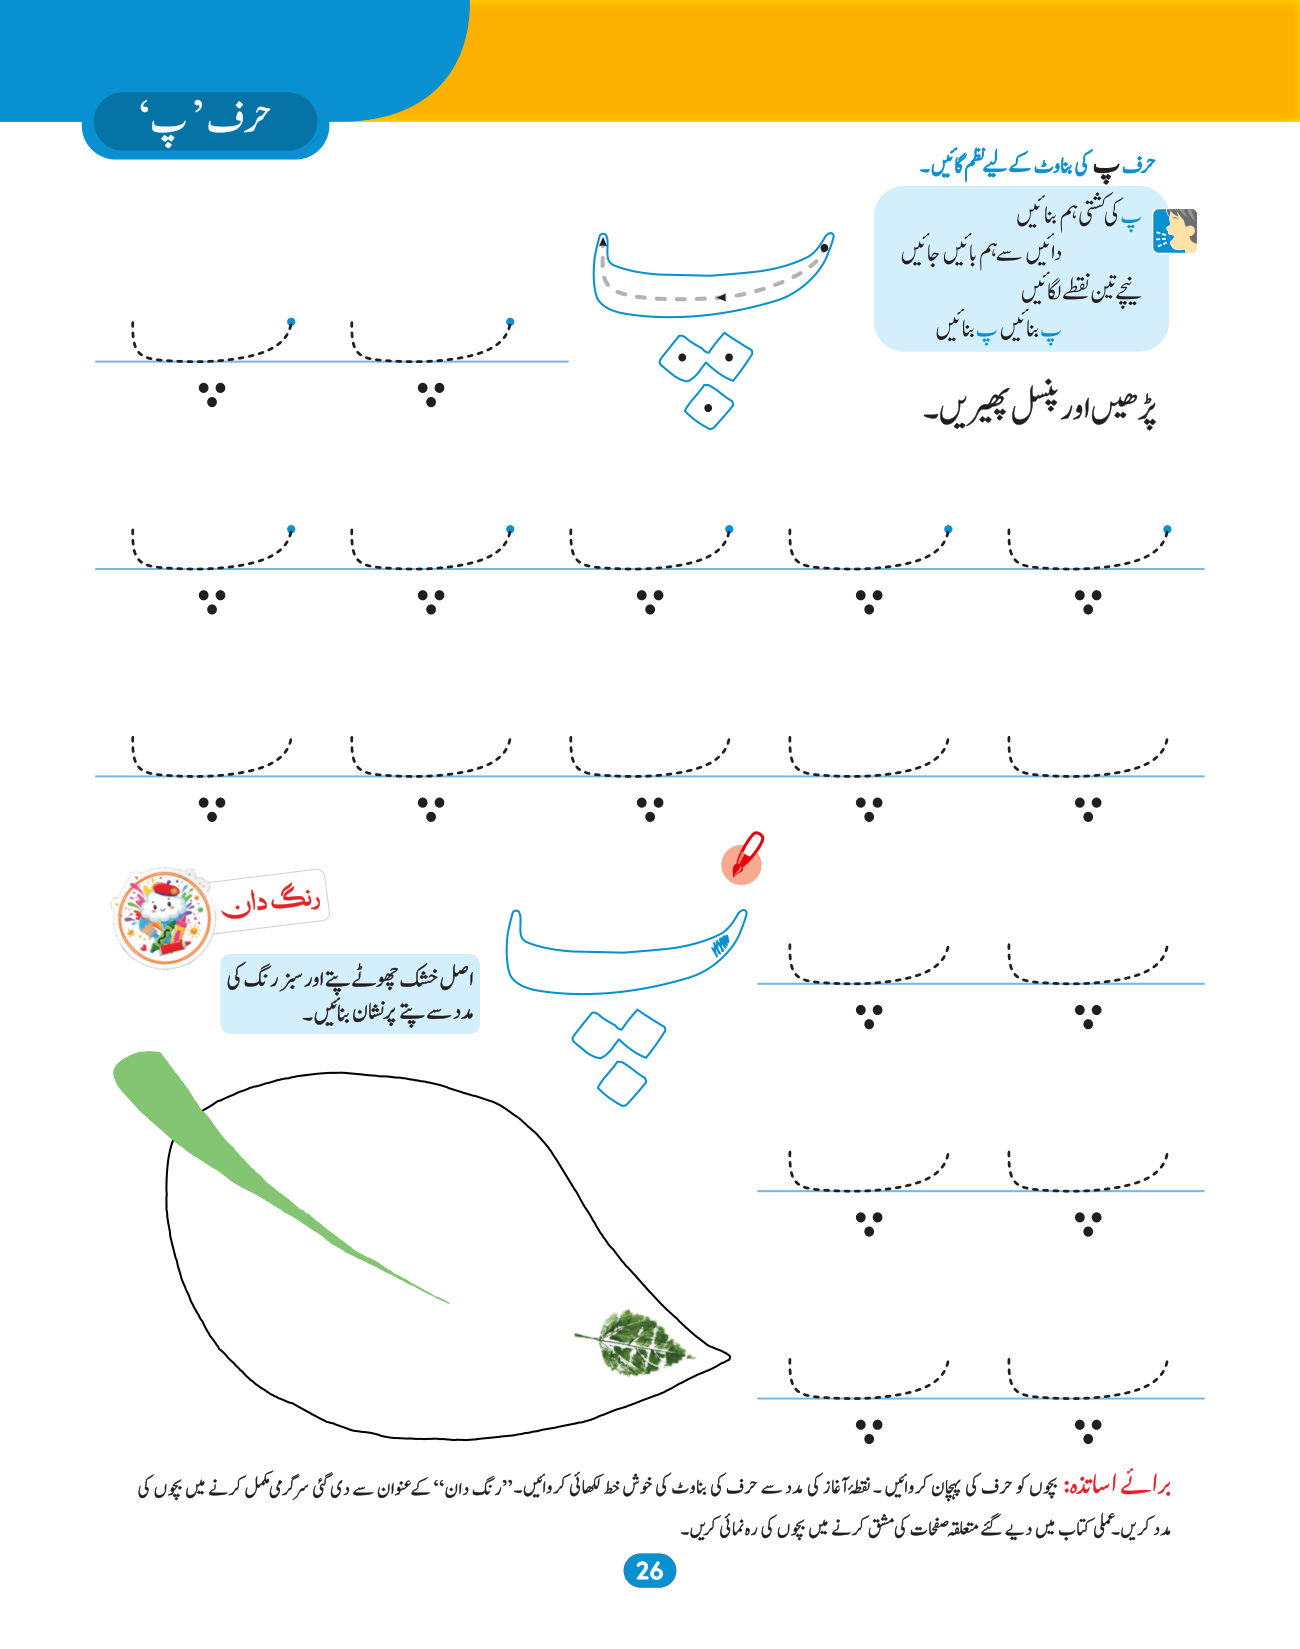 حرف ’پ‘
حرف پ کی بناوٹ کے لیے نظم گائیں۔
پ کی کشتی ہم بنائیں
دائیں سے ہم بائیں جائیں
نیچے تین نقطے لگائیں
پ بنائیں پ بنائیں
پڑھیں اور پنسل پھیریں۔
رنگ دان
اصل خشک چھوٹے پتے اور سبز رنگ کی
مدد سے پتے پر نشان بنائیں۔
برائے اساتذہ: بچوں کو حرف کی پہچان کروائیں۔ نقطۂ آغاز کی مدد سے حرف کی بناوٹ کی خوش خط لکھائی کروائیں۔ ”رنگ دان“ کے عنوان سے دی گئی سرگرمی مکمل کرنے میں بچوں کی
مدد کریں۔ عملی کتاب میں دیے گئے متعلقہ صفحات کی مشق کرنے میں بچوں کی رہ نمائی کریں۔
26